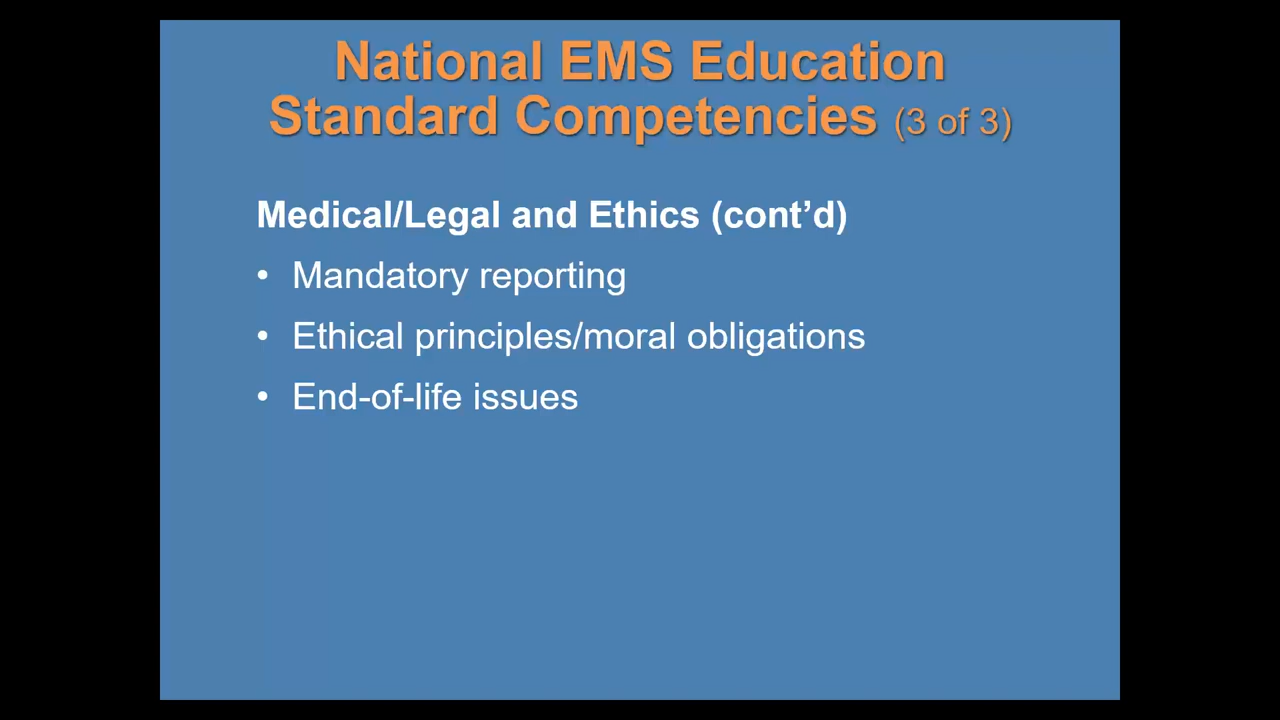 National EMS Education
Standard Competencies (3 of 3)
Medical/Legal and Ethics (cont’d)
• Mandatory reporting
• Ethical principles/moral obligations
• End-of-life issues